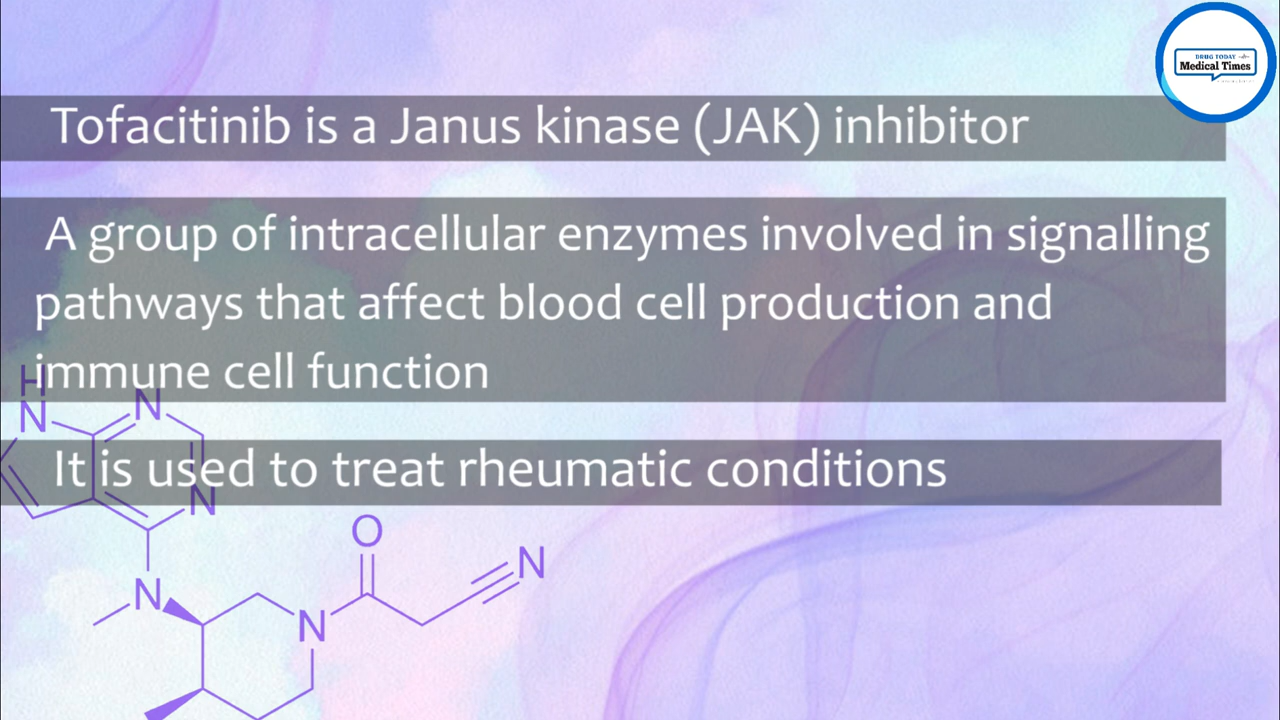 DRUG TODAY
Medical Times
Tofacitinib is a Janus kinase (JAK) inhibitor
A group of intracellular enzymes involved in signalling
pathways that affect blood cell production and
immune cell function
It is used to treat rheumatic conditions
H
N
N
N
O
N
N
N